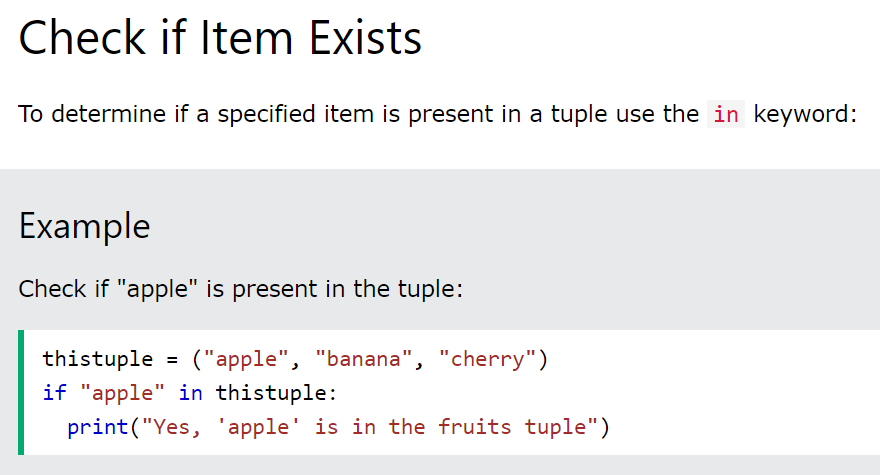 Check if Item Exists
To determine if a specified item is present in a tuple use the in keyword:
Example
Check if "apple" is present in the tuple:
thistuple = ("apple", "banana", "cherry")
if "apple" in thistuple:
  print("Yes, 'apple' is in the fruits tuple")